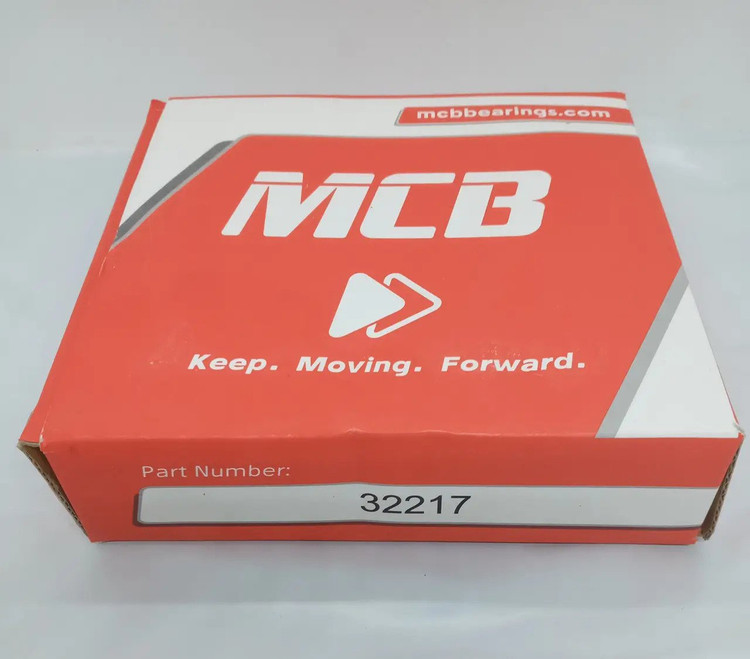 mcbbearings.com
MCB
Keep. Moving. Forward.
Part Number:
32217